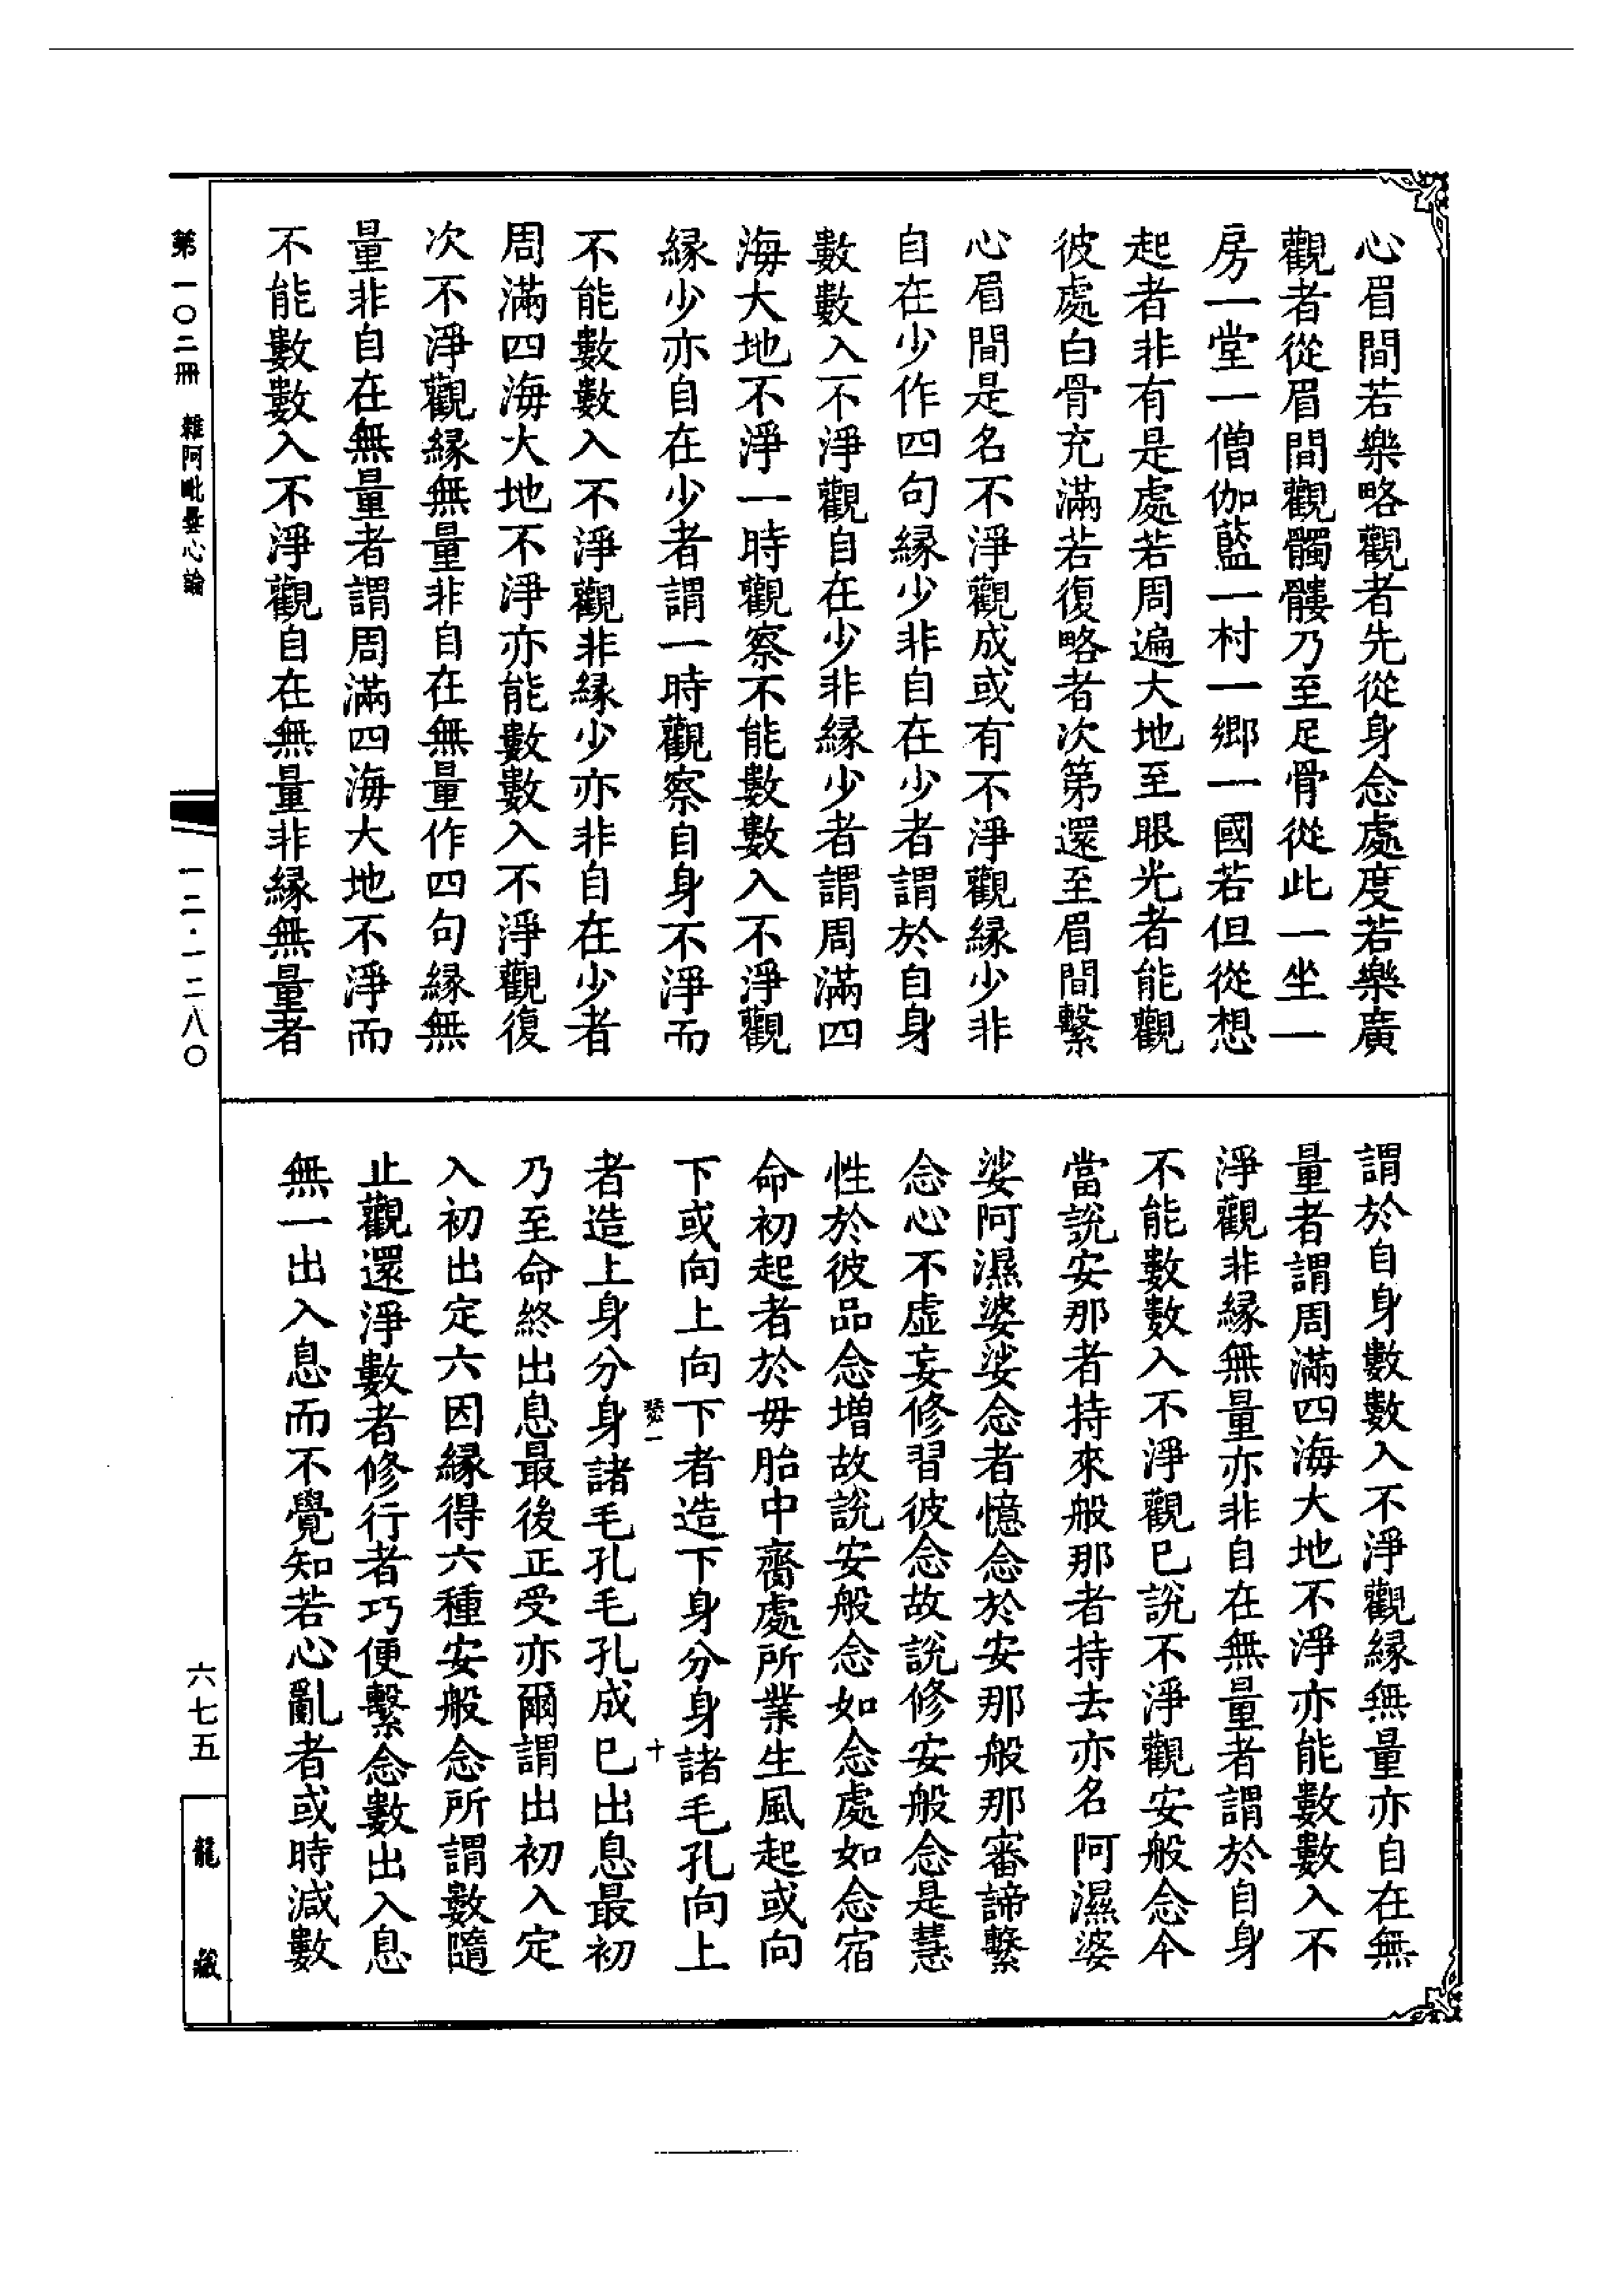 心眉間若樂略觀者先從身念處度若樂廣
觀者從眉間觀髑髏乃至足骨從此一坐一
房一堂一僧伽藍一村一鄉一國若但從想
起者非有是處若周遍大地至眼光者能觀
彼處白骨充滿若復略者次第還至眉間繫
心眉間是名不淨觀成或有不淨觀緣少非
自在少作四句緣少非自在少者謂於自身
數數入不淨觀自在少非緣少者謂周滿四
海大地不淨一時觀察不能數數入不淨觀
緣少亦自在少者謂一時觀察自身不淨而
不能數數入不淨觀非緣少亦非自在少者
周滿四海大地不淨亦能數數入不淨觀復
次不淨觀緣無量非自在無量作四句緣無
量非自在無量者謂周滿四海大地不淨而
不能數數入不淨觀自在無量非緣無量者
謂於自身數數入不淨觀緣無量亦自在無
量者謂周滿四海大地不淨亦能數數入不
淨觀非緣無量亦非自在無量者謂於自身
不能數數入不淨觀已說不淨觀安般念今
當說安那者持來般那者持去亦名阿濕婆
娑阿濕婆娑念者憶念於安那般那審諦繫
念心不虛妄修習彼念故說修安般念是慧
性於彼品念增故說安般念如念處如念宿
命初起者於毋胎中齎處所業生風起或向
下或向上向下者造下身分身諸毛孔向上
者造上身分身諸毛孔毛孔成已出息最初
乃至命終出息最後正受亦爾謂出初入定
入初出定六因緣得六種安般念所謂數隨
止觀還淨數者修行者巧便繫念數出入息
無一出入息而不覺知若心亂者或時減數
十
第一〇二冊 雜阿毗曇心論
一二·一二八〇
六七五
龍藏